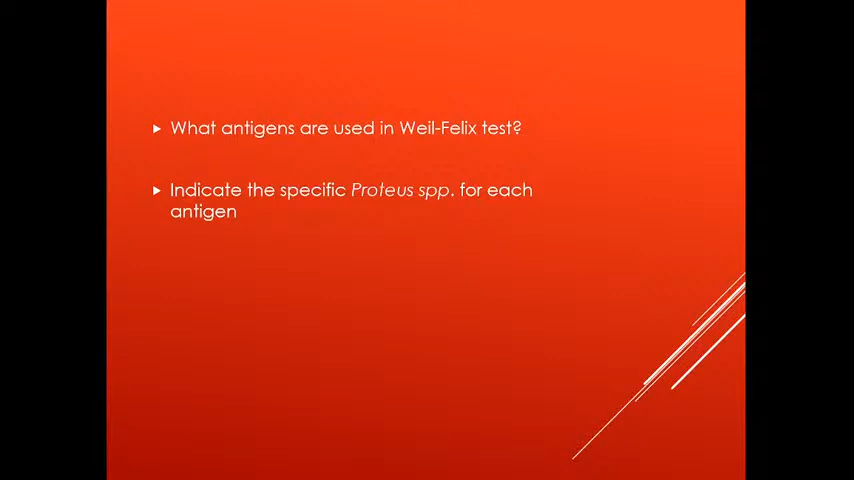 What antigens are used in Weil-Felix test?
Indicate the specific Proteus spp. for each
antigen